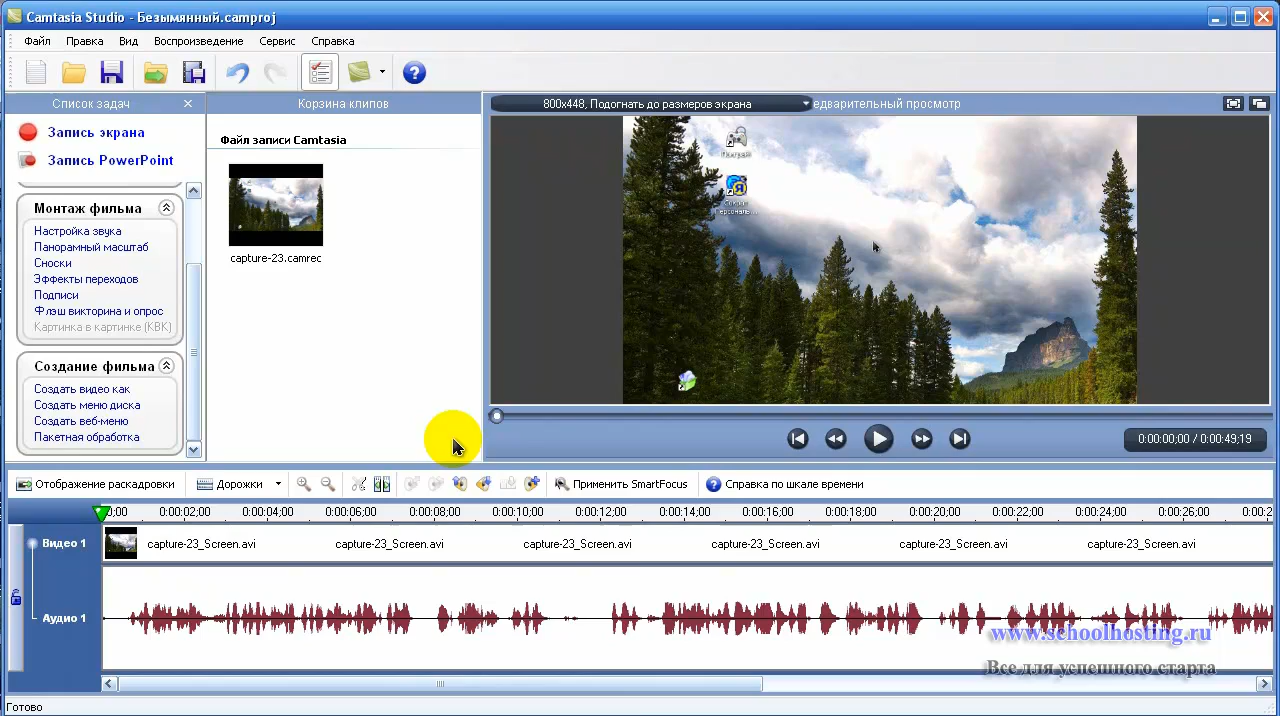 Camtasia Studio - Безымянный.camproj
Файл Правка Вид Воспроизведение Сервис Справка
Список задач
Запись экрана
Запись PowerPoint
Монтаж фильма
Настройка звука
Панорамный масштаб
Сноски
Эффекты переходов
Подписи
Флэш викторина и опрос
Картинка в картинке (КВК)
Создание фильма
Создать видео как
Создать меню диска
Создать веб-меню
Пакетная обработка
Корзина клипов
Файл записи Camtasia
capture-23.camrec
800x448, Подогнать до размеров экрана
едварительный просмотр
0:00:00;00 / 0:00:49;19
Отображение раскадровки Дорожки Применить SmartFocus Справка по шкале времени
0;00 0:00:02;00 0:00:04;00 0:00:06;00 0:00:08;00 0:00:10;00 0:00:12;00 0:00:14;00 0:00:16;00 0:00:18;00 0:00:20;00 0:00:22;00 0:00:24;00 0:00:26;00 0:00:2
Видео 1 capture-23_Screen.avi capture-23_Screen.avi capture-23_Screen.avi capture-23_Screen.avi capture-23_Screen.avi capture-23_Screen.avi
Аудио 1
www.schoolhosting.ru
Все для успешного старта
Готово